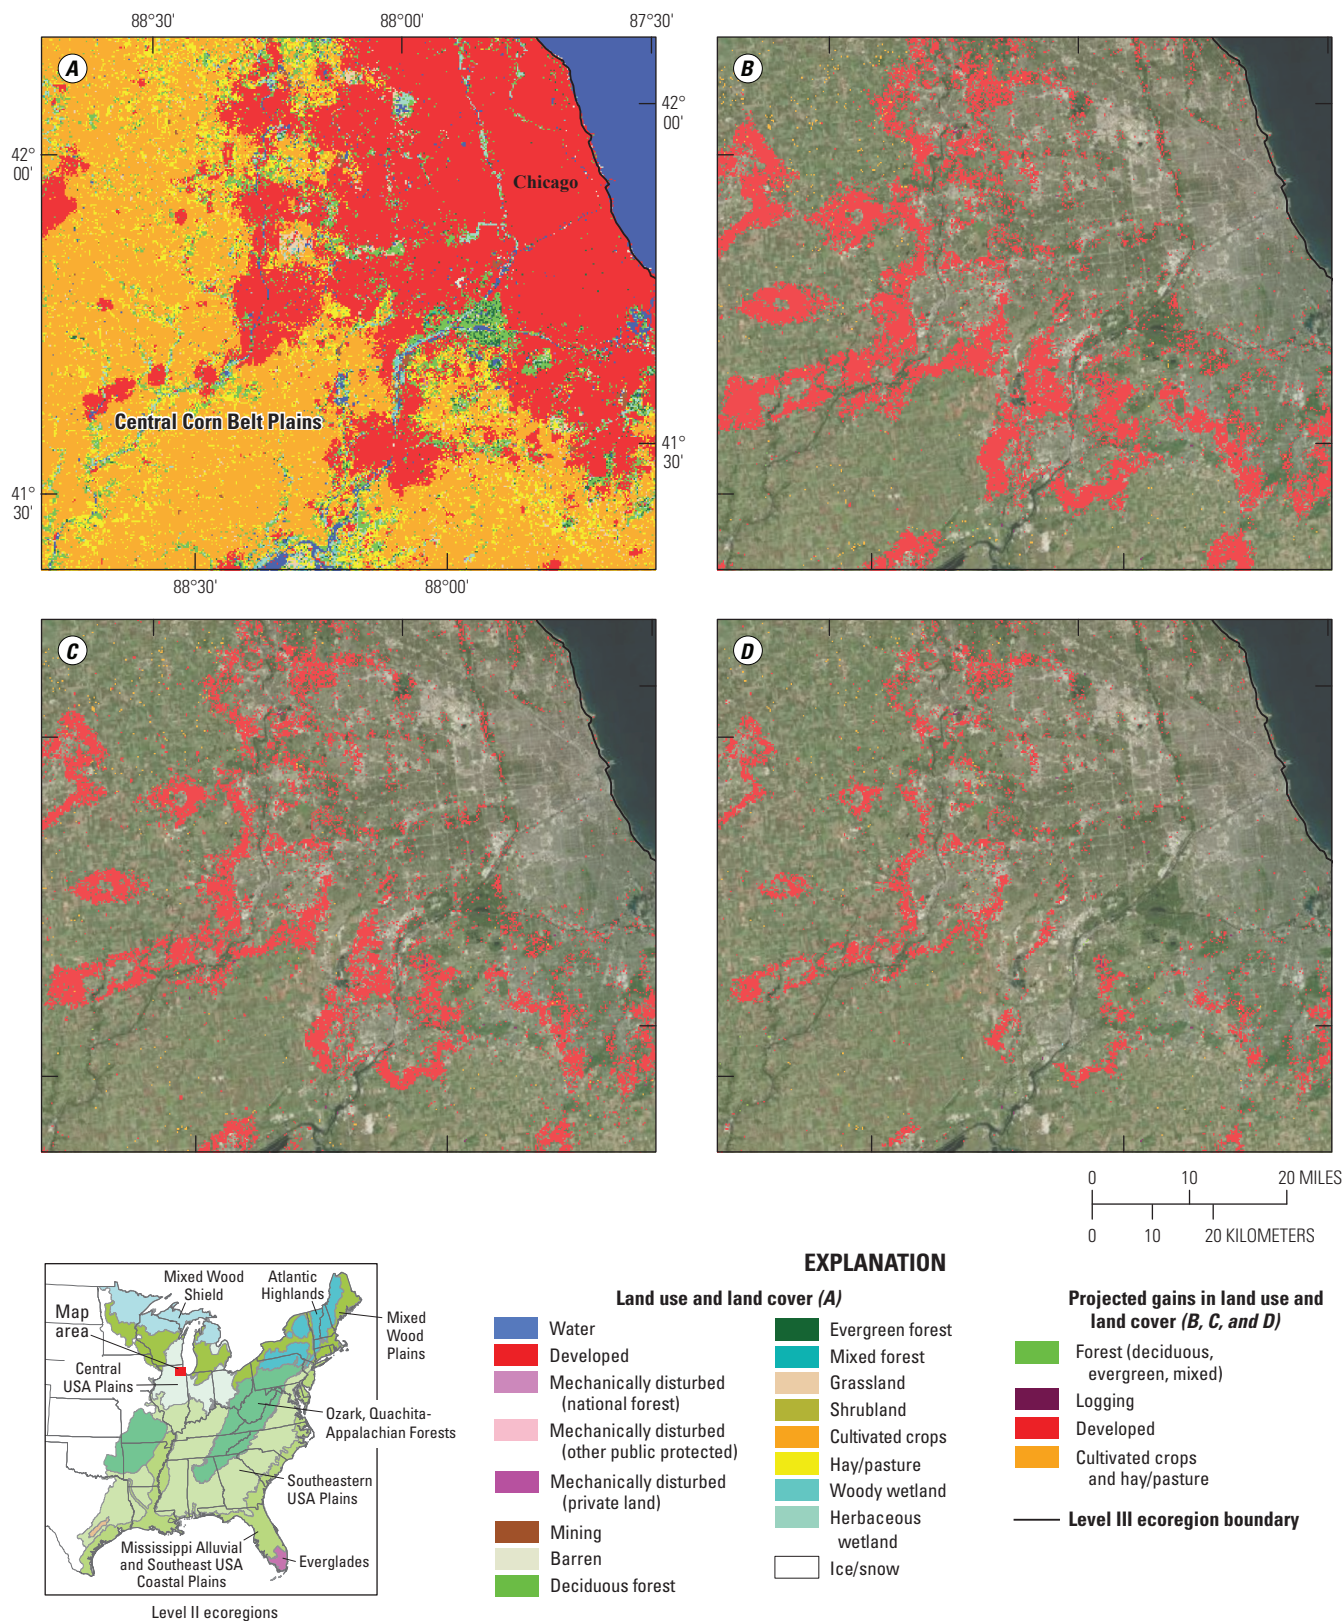 88°30' 88°00' 87°30'
A
B
42°
00'
42°
00'
Chicago
Central Corn Belt Plains
41°
30'
41°
30'
88°30' 88°00'
C
D
0 10 20 MILES
0 10 20 KILOMETERS
EXPLANATION
Mixed Wood
Shield
Atlantic
Highlands
Map
area
Mixed
Wood
Plains
Central
USA Plains
Ozark, Quachita-
Appalachian Forests
Southeastern
USA Plains
Mississippi Alluvial
and Southeast USA
Coastal Plains
Everglades
Level II ecoregions
Land use and land cover (A)
Water
Developed
Mechanically disturbed
(national forest)
Mechanically disturbed
(other public protected)
Mechanically disturbed
(private land)
Mining
Barren
Deciduous forest
Evergreen forest
Mixed forest
Grassland
Shrubland
Cultivated crops
Hay/pasture
Woody wetland
Herbaceous
wetland
Ice/snow
Projected gains in land use and
land cover (B, C, and D)
Forest (deciduous,
evergreen, mixed)
Logging
Developed
Cultivated crops
and hay/pasture
Level III ecoregion boundary